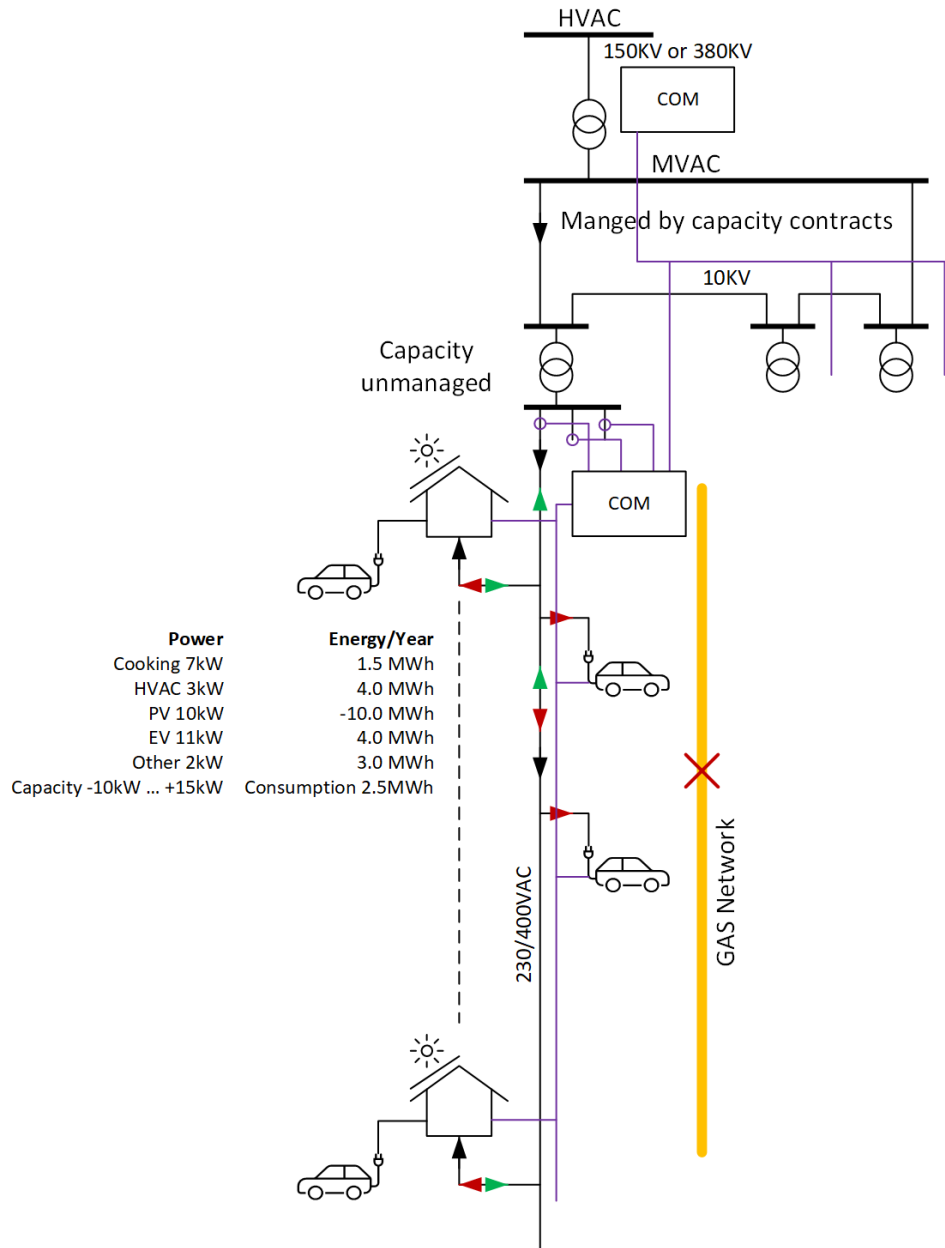 HVAC
150KV or 380KV
COM
MVAC
Manged by capacity contracts
10KV
Capacity
unmanaged
COM
Power Energy/Year
Cooking 7kW 1.5 MWh
HVAC 3kW 4.0 MWh
PV 10kW -10.0 MWh
EV 11kW 4.0 MWh
Other 2kW 3.0 MWh
Capacity -10kW ... +15kW Consumption 2.5MWh
230/400VAC
GAS Network